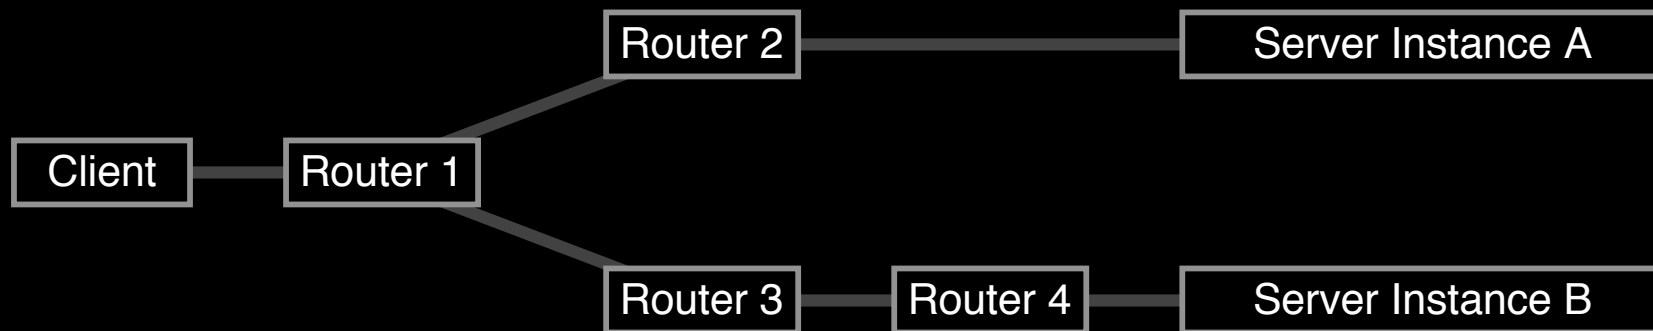 Router 2
Server Instance A
Client
Router 1
Router 3
Router 4
Server Instance B